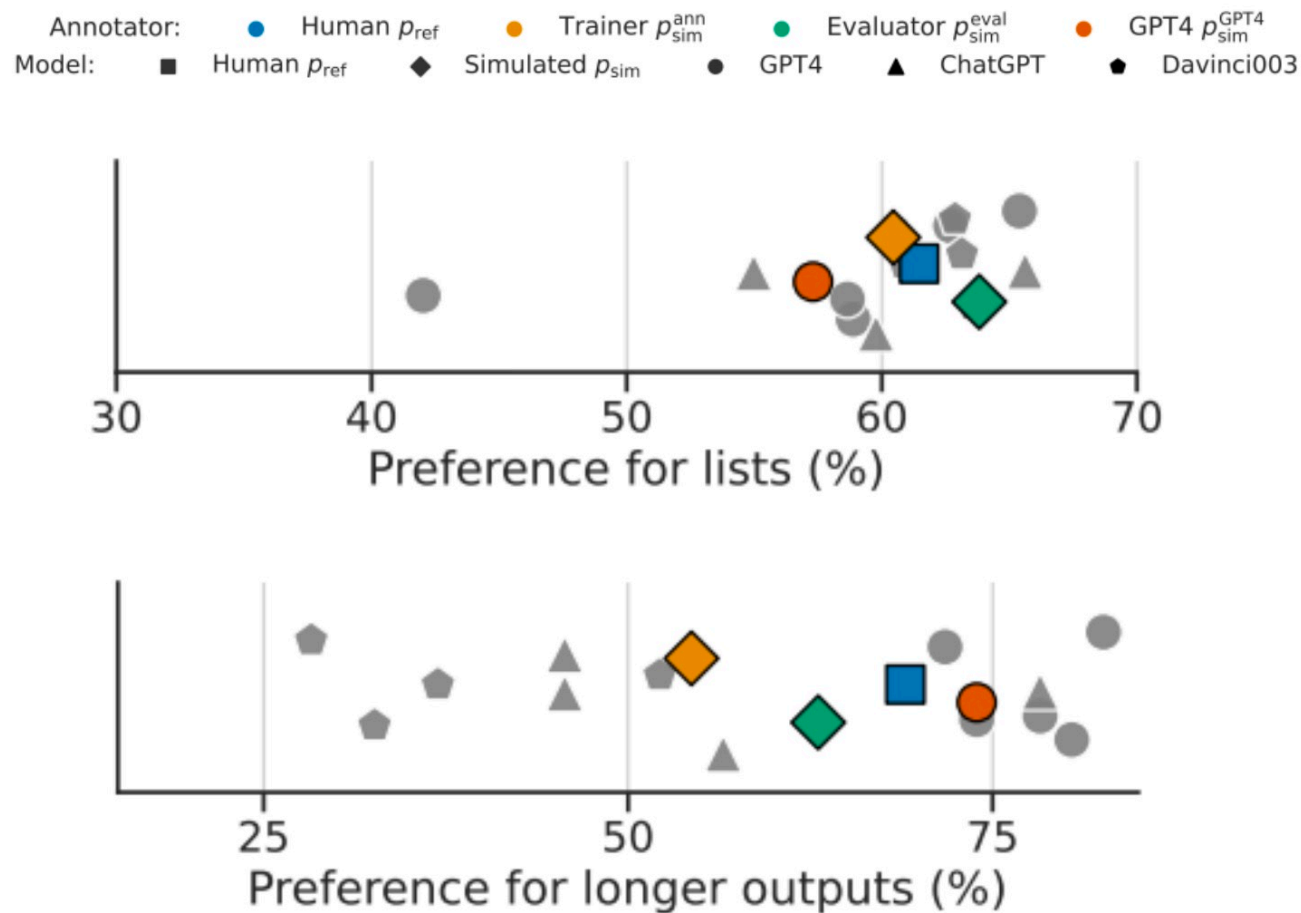 Annotator: Human p_ref Trainer p_sim^ann Evaluator p_sim^eval GPT4 p_sim^GPT4
Model: Human p_ref Simulated p_sim GPT4 ChatGPT Davinci003
30 40 50 60 70
Preference for lists (%)
25 50 75
Preference for longer outputs (%)